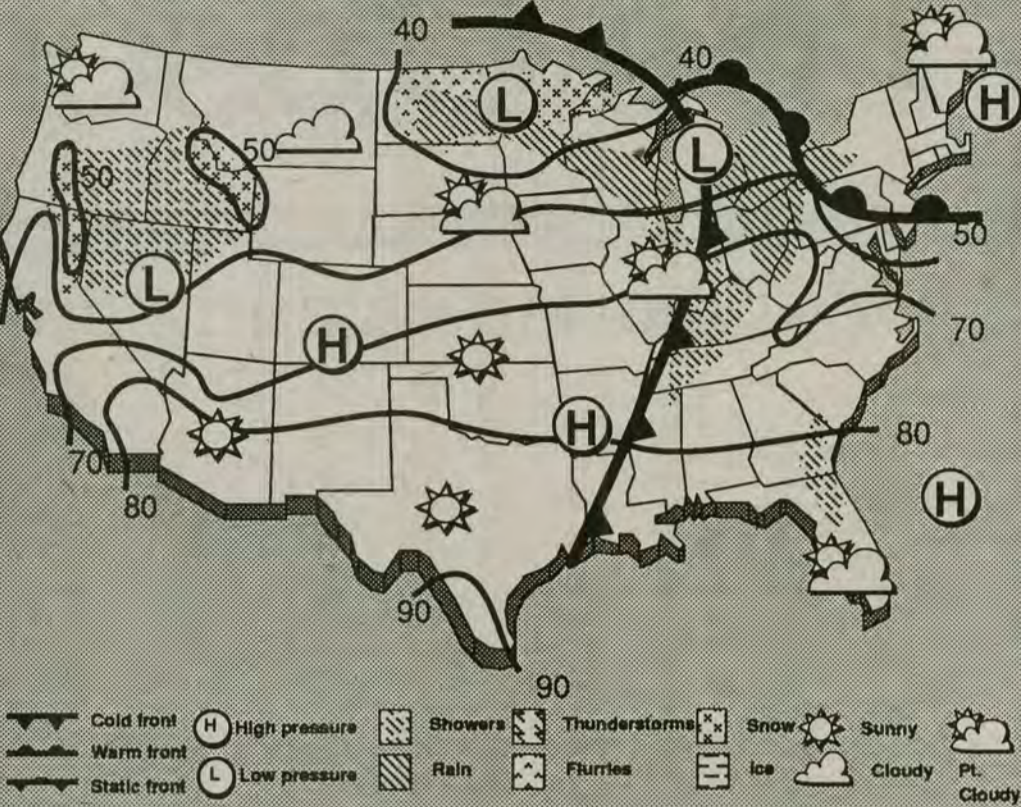 40
40
L
H
L
50
50
50
L
H
70
H
80
70
H
80
90
90
Cold front
H High pressure
Showers
Thunderstorms
Snow
Sunny
Warm front
L Low pressure
Rain
Flurries
Ice
Cloudy
Pt.
Cloudy
Static front